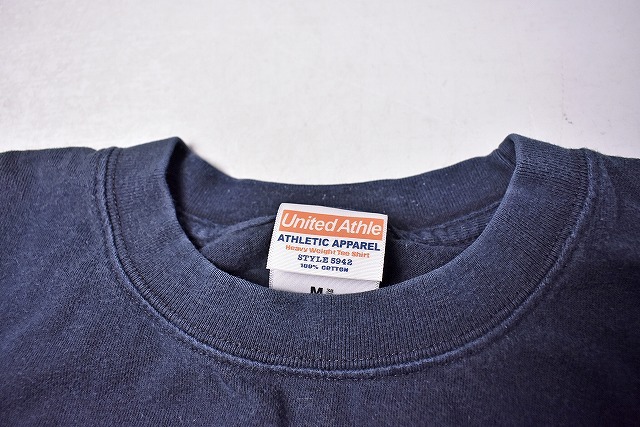 United Athle
ATHLETIC APPAREL
Heavy Weight Tee Shirt
STYLE 5942
100% COTTON
M